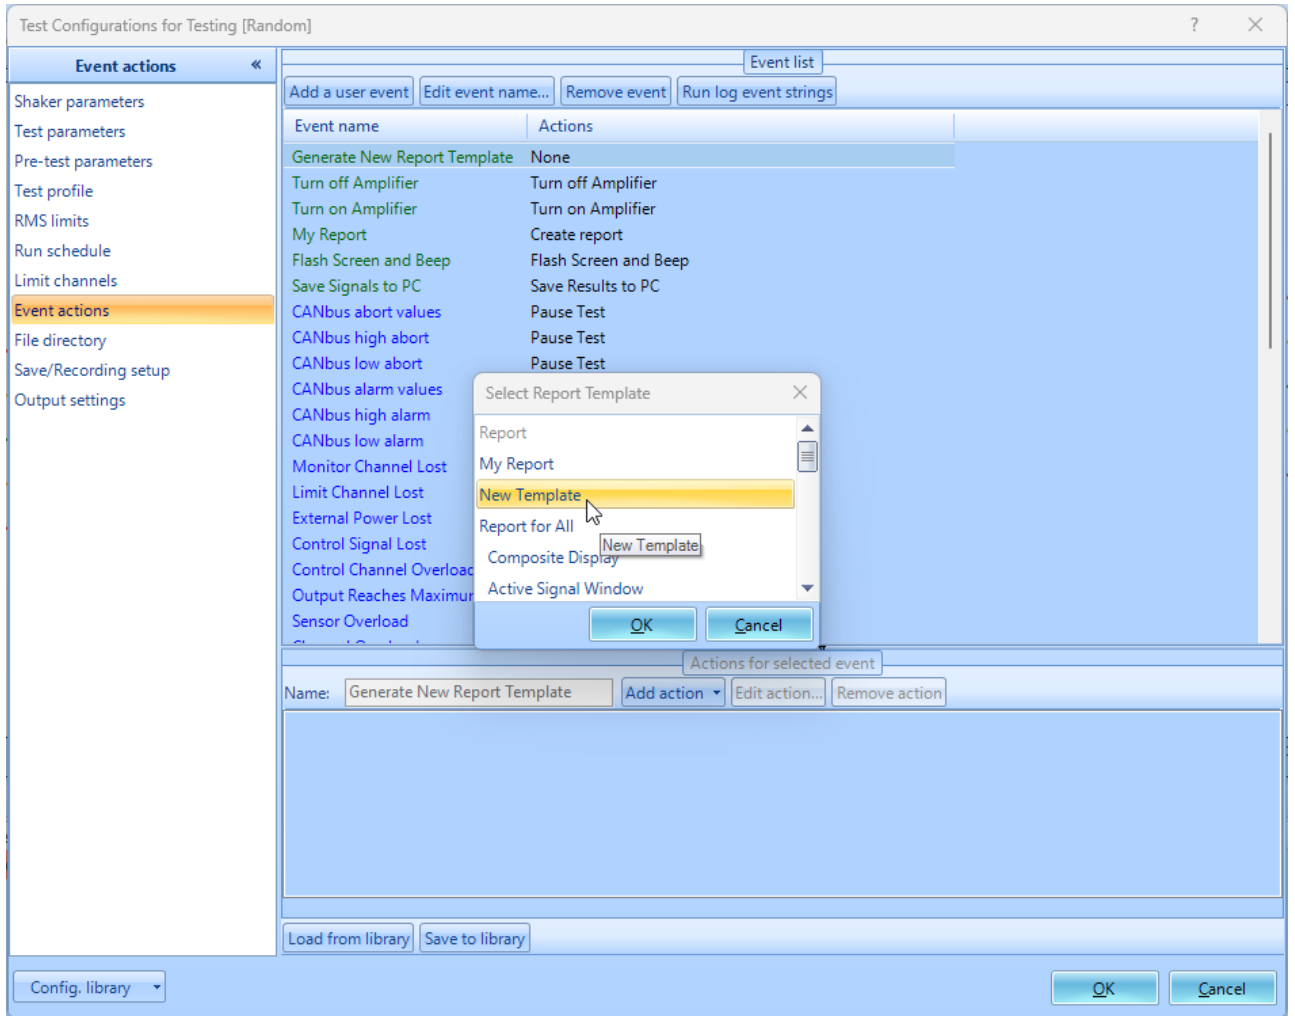 Test Configurations for Testing [Random]
?
Event actions «
Shaker parameters
Test parameters
Pre-test parameters
Test profile
RMS limits
Run schedule
Limit channels
Event actions
File directory
Save/Recording setup
Output settings
Event list
Add a user event Edit event name... Remove event Run log event strings
Event name Actions
Generate New Report Template None
Turn off Amplifier Turn off Amplifier
Turn on Amplifier Turn on Amplifier
My Report Create report
Flash Screen and Beep Flash Screen and Beep
Save Signals to PC Save Results to PC
CANbus abort values Pause Test
CANbus high abort Pause Test
CANbus low abort Pause Test
CANbus alarm values
CANbus high alarm
CANbus low alarm
Monitor Channel Lost
Limit Channel Lost
External Power Lost
Control Signal Lost
Control Channel Overload
Output Reaches Maximum
Sensor Overload
Select Report Template
Report
My Report
New Template
Report for All
New Template
Composite Display
Active Signal Window
OK Cancel
Actions for selected event
Name: Generate New Report Template Add action Edit action... Remove action
Load from library Save to library
Config. library
OK Cancel